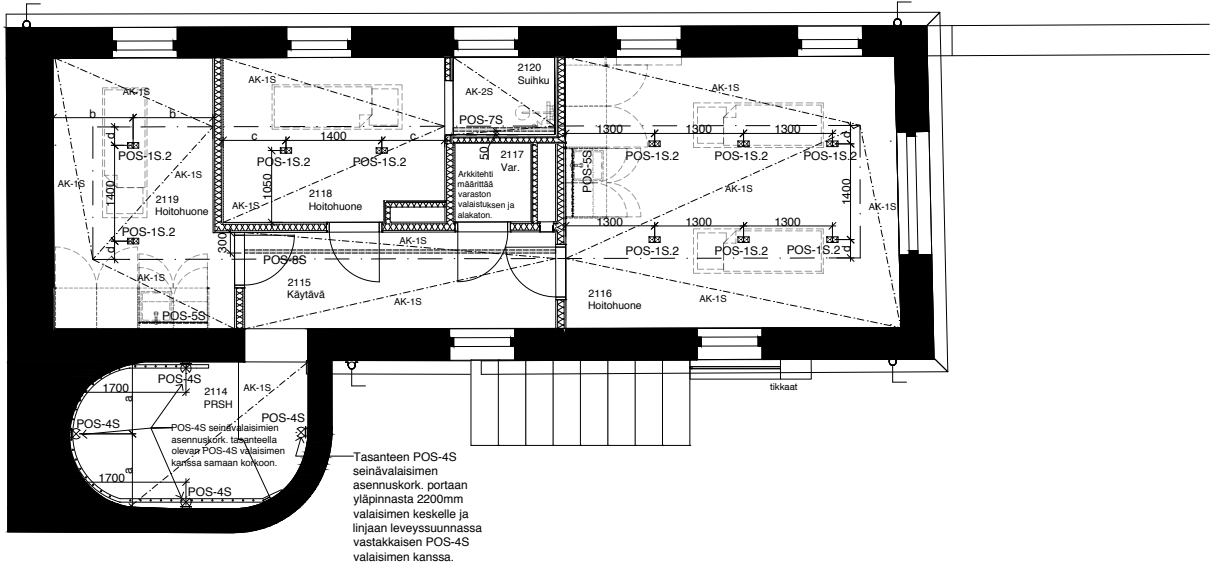 AK-1S
AK-1S
2120
Suihku
AK-2S
AK-1S
b
b
POS-7S
c
1400
c
1300
1300
1300
d
d
POS-1S.2
POS-1S.2
POS-1S.2
50
2117
Var.
POS-5S
POS-1S.2
POS-1S.2
POS-1S.2
AK-1S
AK-1S
Arkkitehti
määrittää
varaston
valaistuksen ja
alakaton.
AK-1S
1400
2119
Hoitohuone
1050
2118
Hoitohuone
AK-1S
1400
AK-1S
1300
1300
1300
POS-1S.2
d
300
AK-1S
POS-1S.2
POS-1S.2
POS-1S.2
d
POS-8S
AK-1S
2115
Käytävä
AK-1S
2116
Hoitohuone
AK-1S
POS-5S
POS-4S
1700
a
2114
PRSH
AK-1S
tikkaat
POS-4S
POS-4S
POS-4S seinävalaisimien
asennuskork. tasanteella
olevan POS-4S valaisimen
kanssa samaan korkoon.
a
1700
POS-4S
Tasanteen POS-4S
seinävalaisimen
asennuskork. portaan
yläpinnasta 2200mm
valaisimen keskelle ja
linjaan leveyssuunnassa
vastakkaisen POS-4S
valaisimen kanssa.